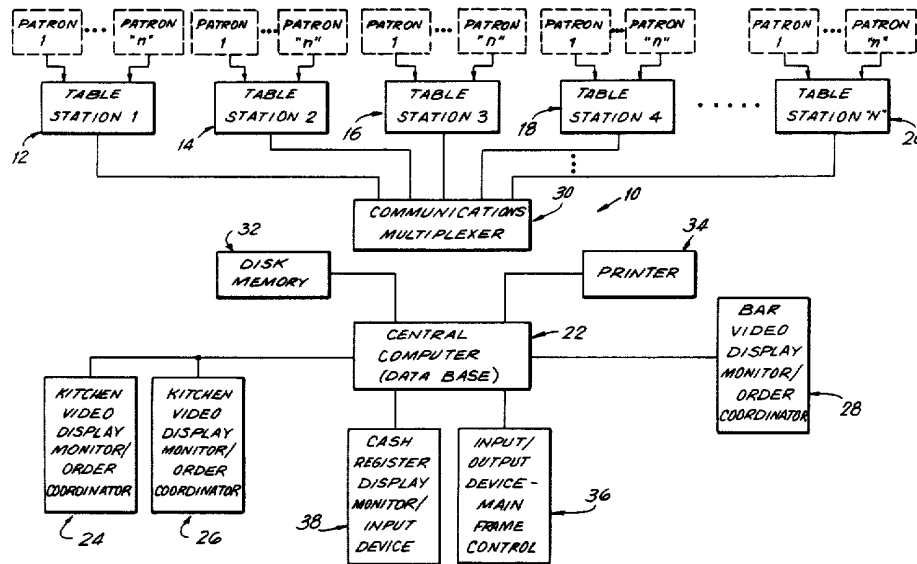 PATRON 1 ••• PATRON "n" PATRON 1 ••• PATRON "n" PATRON 1 ••• PATRON "n" PATRON 1 ••• PATRON "n" PATRON 1 ••• PATRON "n"
TABLE STATION 1
TABLE STATION 2
TABLE STATION 3
TABLE STATION 4
• • • • •
TABLE STATION "N"
12
14
16
18
20
COMMUNICATIONS
MULTIPLEXER
30
10
32
DISK
MEMORY
34
PRINTER
CENTRAL
COMPUTER
(DATA BASE)
22
BAR
VIDEO
DISPLAY
MONITOR/
ORDER
COORDINATOR
28
KITCHEN
VIDEO
DISPLAY
MONITOR/
ORDER
COORDINATOR
24
KITCHEN
VIDEO
DISPLAY
MONITOR/
ORDER
COORDINATOR
26
CASH
REGISTER
DISPLAY
MONITOR/
INPUT
DEVICE
38
INPUT/
OUTPUT
DEVICE-
MAIN
FRAME
CONTROL
36